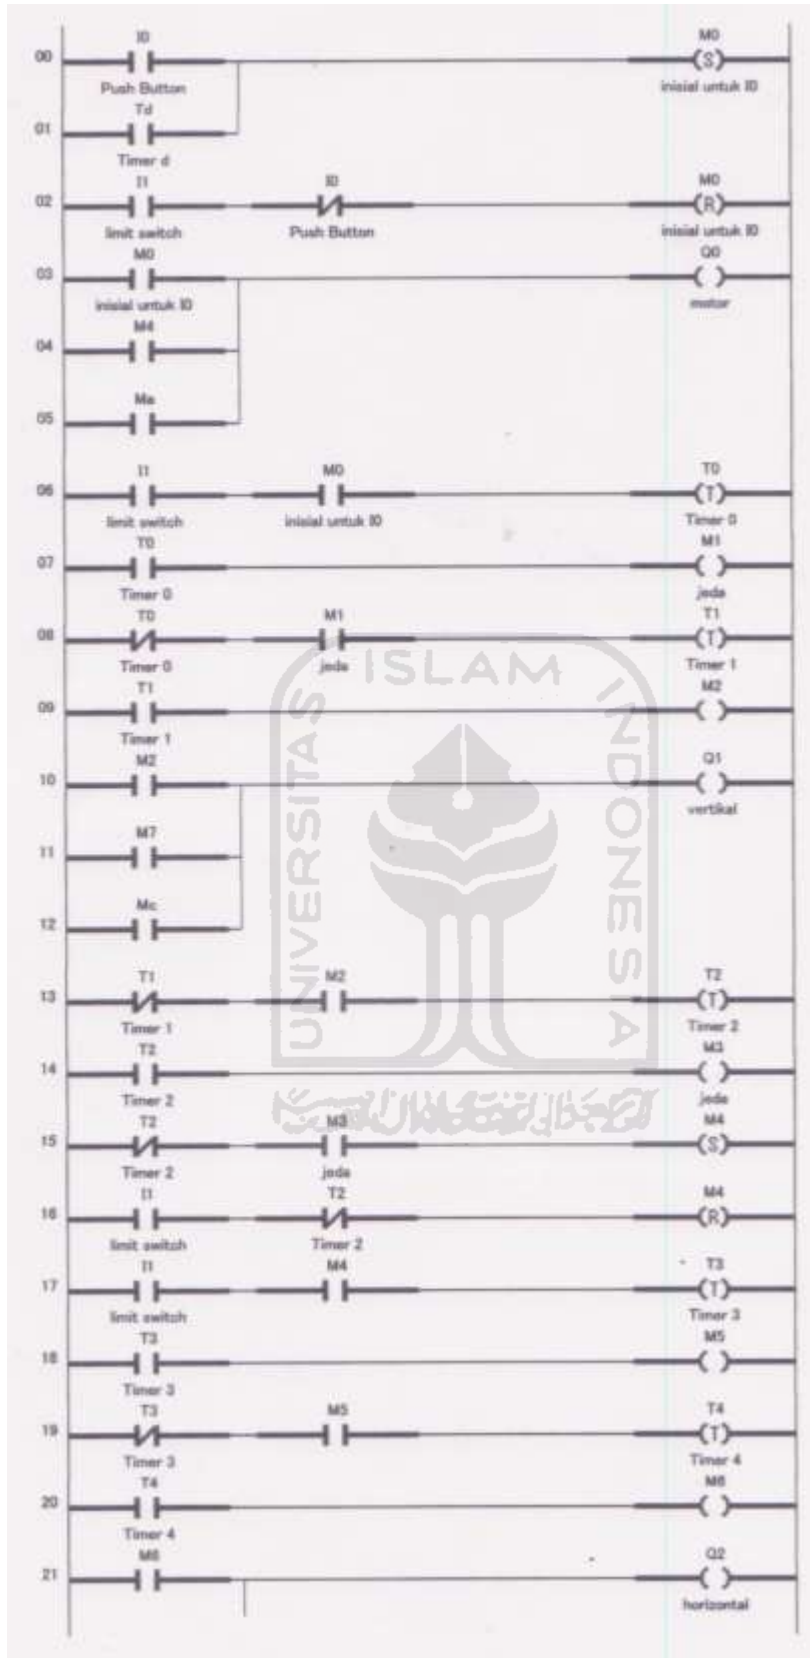 I0 M0
00 (S)
Push Button inisial untuk I0
Td
01
Timer d
I1 I0 M0
02 (R)
limit switch Push Button inisial untuk I0
M0 Q0
03 ( )
inisial untuk I0 motor
M4
04
Ma
05
I1 M0 T0
06 (T)
limit switch inisial untuk I0 Timer 0
T0 M1
07 ( )
Timer 0 jeda
T0 M1 T1
08 (T)
Timer 0 jeda Timer 1
T1 M2
09 ( )
Timer 1
M2 Q1
10 ( )
vertikal
M7
11
Mc
12
T1 M2 T2
13 (T)
Timer 1 Timer 2
T2 M3
14 ( )
Timer 2 jeda
T2 M3 M4
15 (S)
Timer 2 jeda
I1 T2 M4
16 (R)
limit switch Timer 2
I1 M4 T3
17 (T)
limit switch Timer 3
T3 M5
18 ( )
Timer 3
T3 M5 T4
19 (T)
Timer 3 Timer 4
T4 M6
20 ( )
Timer 4
M6 Q2
21 ( )
horizontal
UNIVERSITAS
ISLAM
INDONESIA